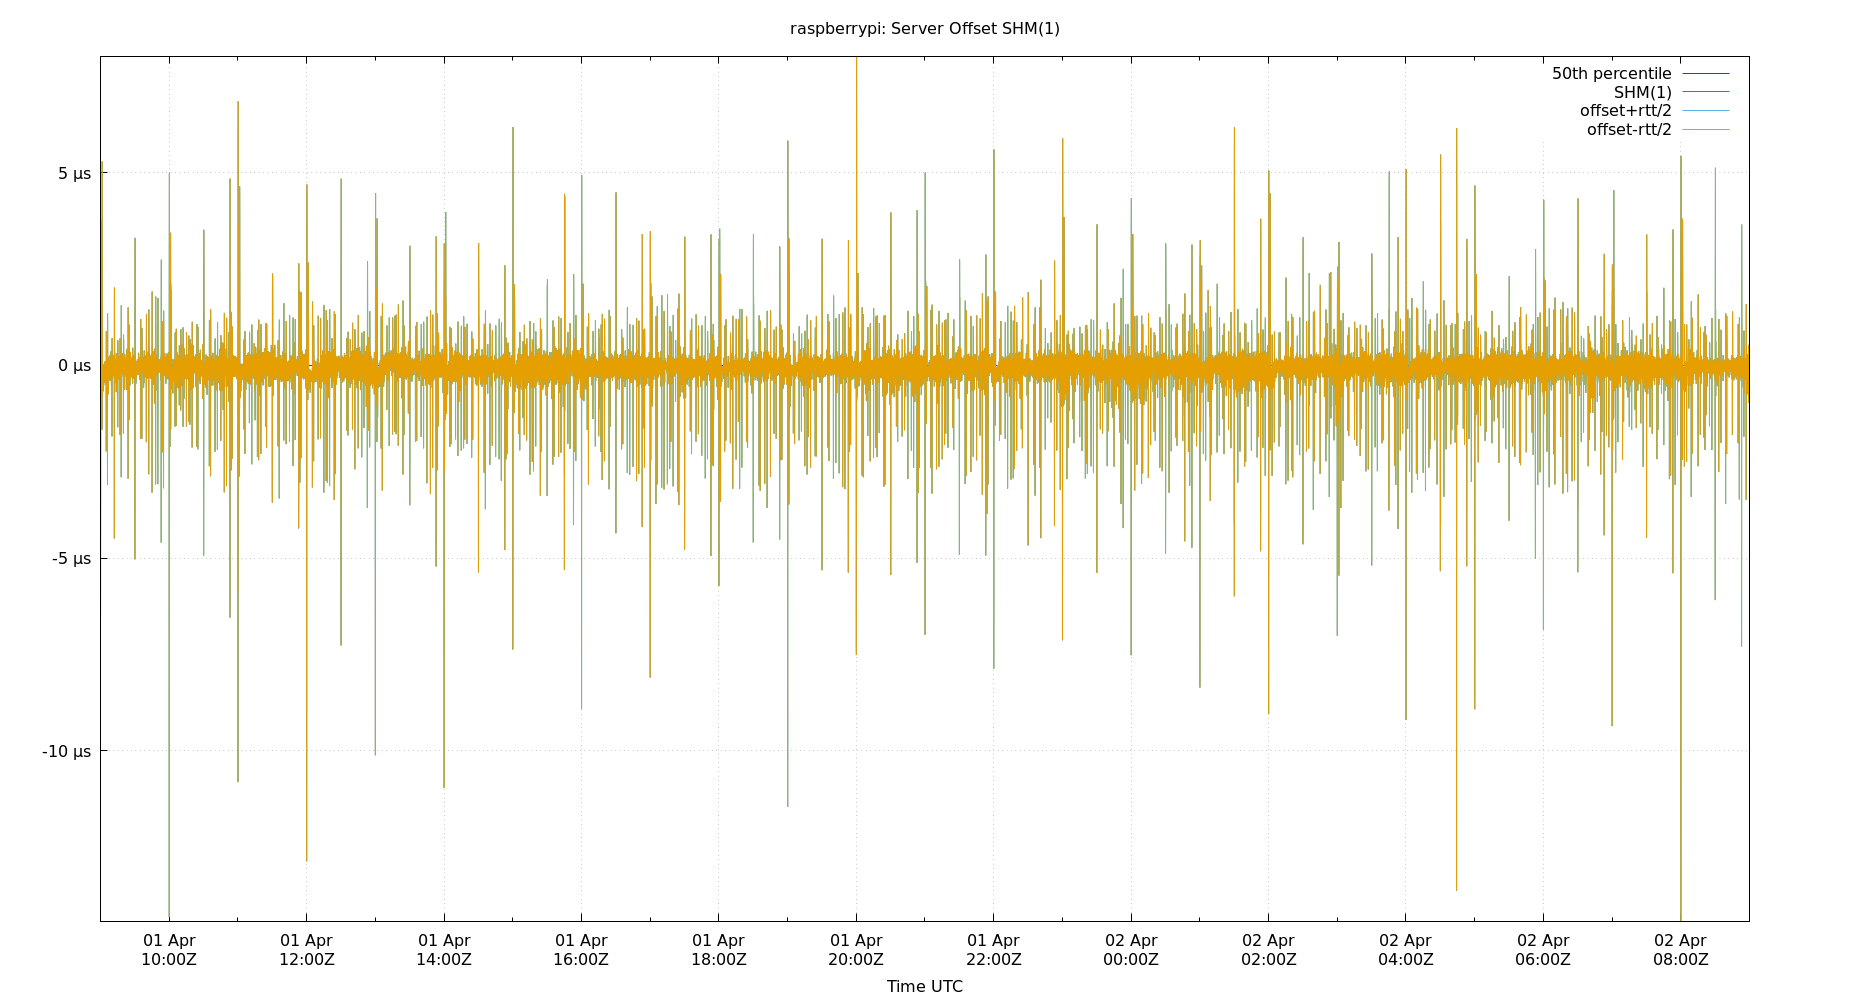 raspberrypi: Server Offset SHM(1)
50th percentile
SHM(1)
offset+rtt/2
offset-rtt/2
5 µs
0 µs
-5 µs
-10 µs
01 Apr 01 Apr 01 Apr 01 Apr 01 Apr 01 Apr 01 Apr 02 Apr 02 Apr 02 Apr 02 Apr 02 Apr
10:00Z 12:00Z 14:00Z 16:00Z 18:00Z 20:00Z 22:00Z 00:00Z 02:00Z 04:00Z 06:00Z 08:00Z
Time UTC